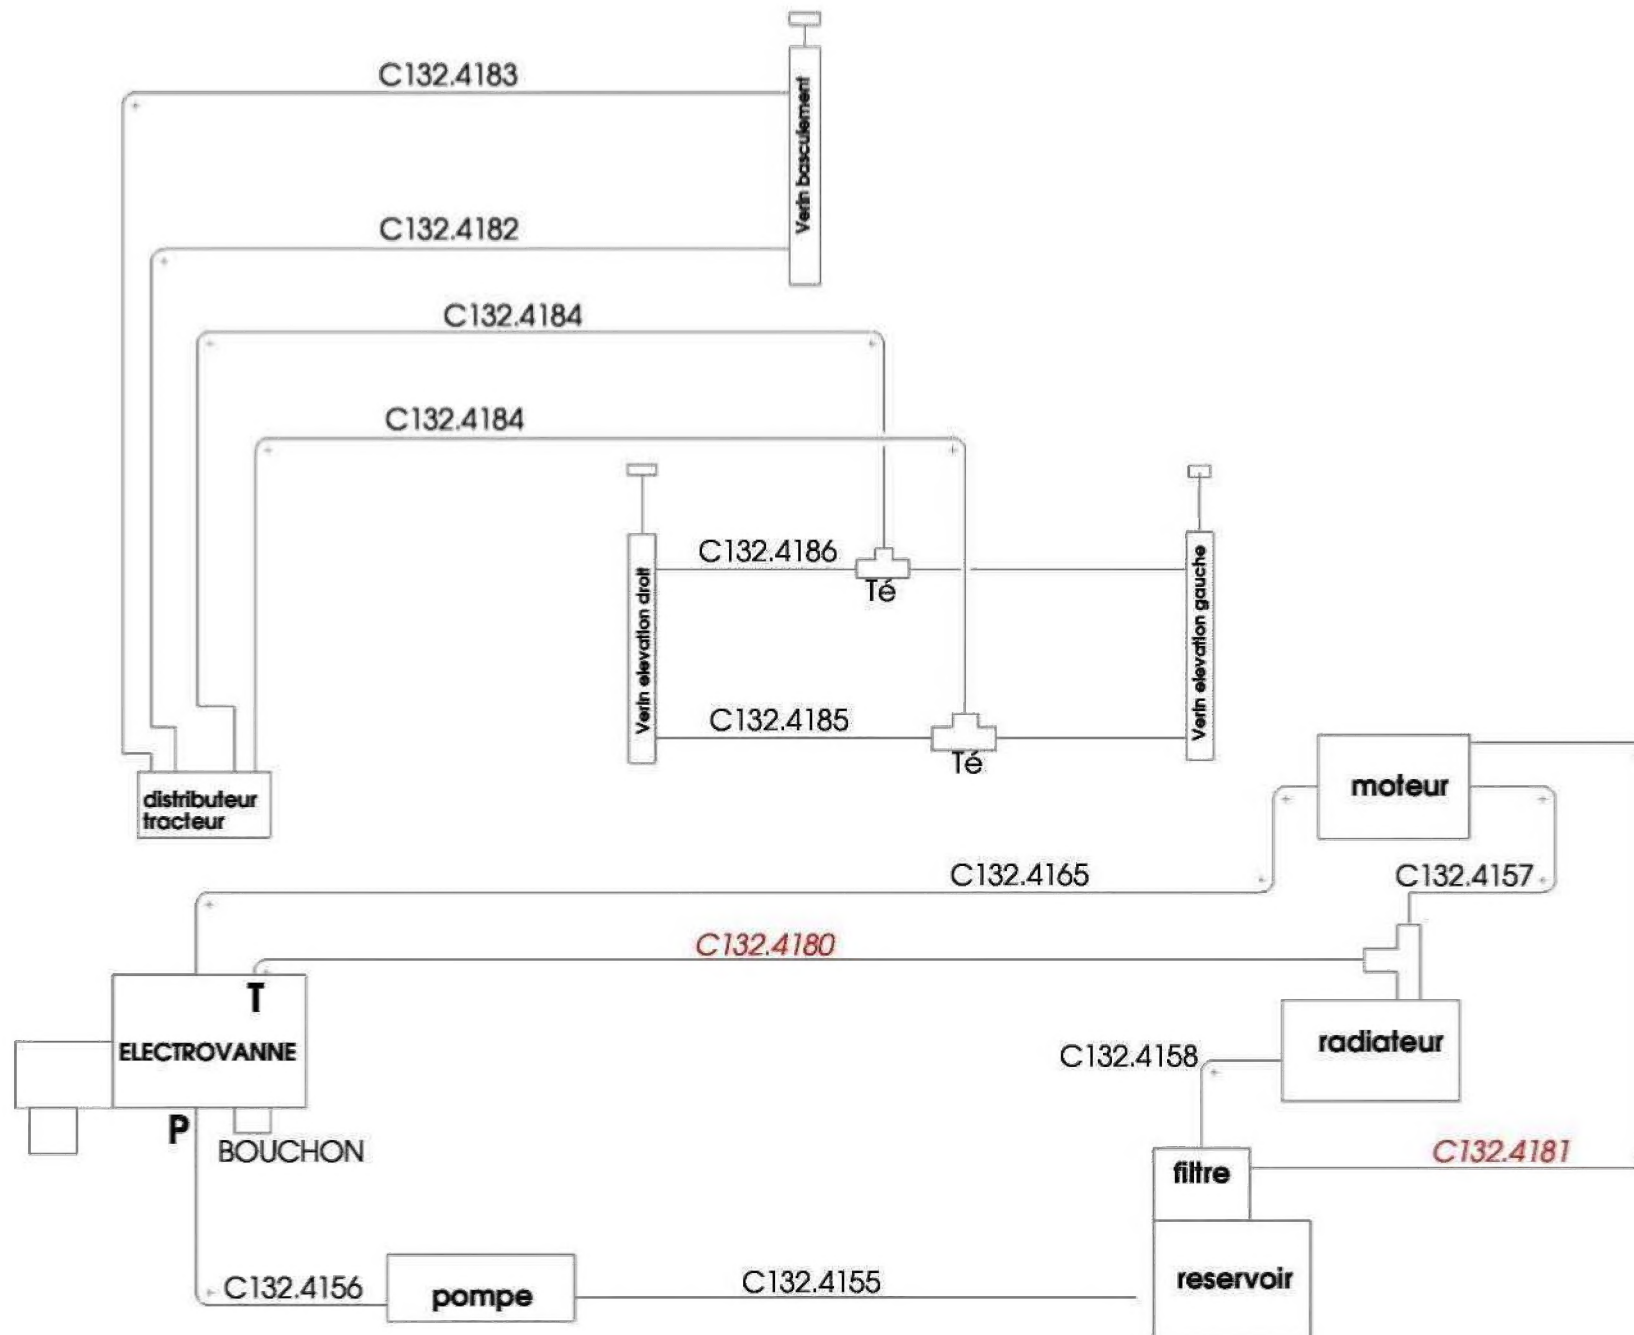 C132.4183
Verin basculement
C132.4182
C132.4184
C132.4184
C132.4186
Té
Verin elevation droit
Verin elevation gauche
C132.4185
Té
distributeur
tracteur
moteur
C132.4165
C132.4157
C132.4180
T
ELECTROVANNE
radiateur
C132.4158
P
BOUCHON
filtre
C132.4181
C132.4156
pompe
C132.4155
reservoir